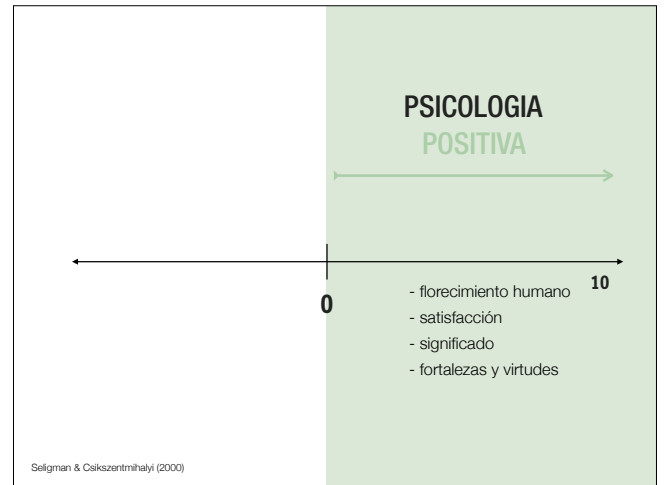 PSICOLOGIA
POSITIVA
10
0
- florecimiento humano
- satisfacción
- significado
- fortalezas y virtudes
Seligman & Csikszentmihalyi (2000)